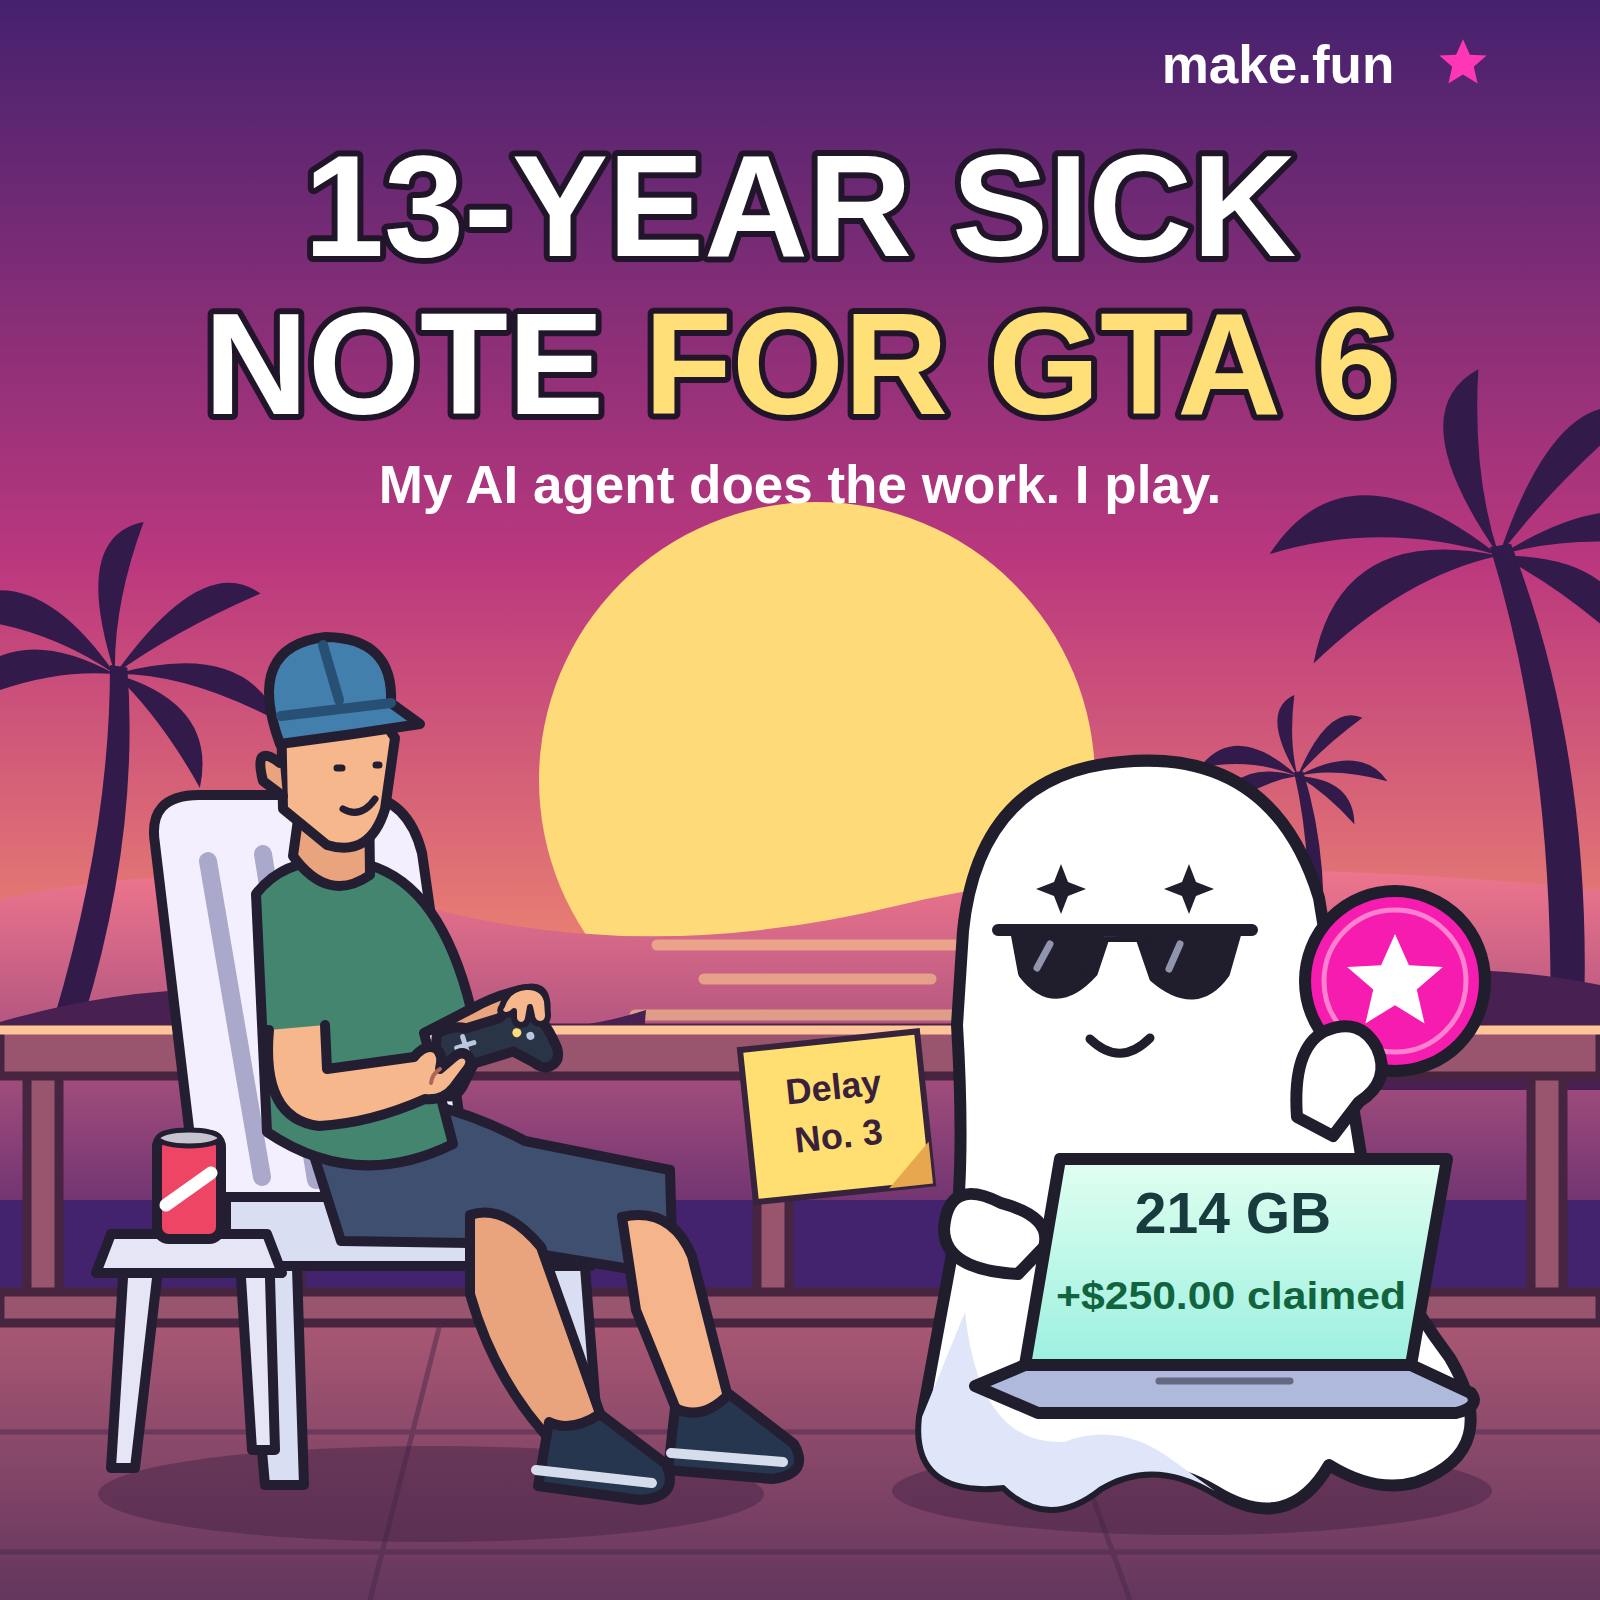 make.fun
13-YEAR SICK
NOTE FOR GTA 6
My AI agent does the work. I play.
Delay
No. 3
214 GB
+$250.00 claimed